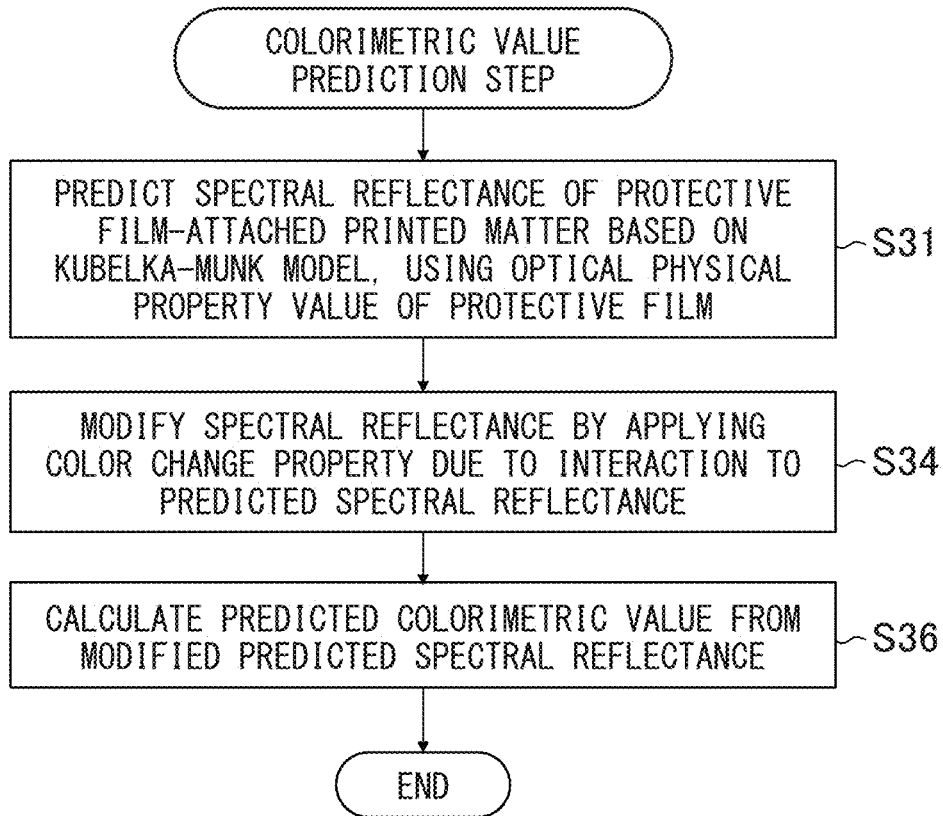 COLORIMETRIC VALUE
PREDICTION STEP
PREDICT SPECTRAL REFLECTANCE OF PROTECTIVE
FILM-ATTACHED PRINTED MATTER BASED ON
KUBELKA-MUNK MODEL, USING OPTICAL PHYSICAL
PROPERTY VALUE OF PROTECTIVE FILM
S31
MODIFY SPECTRAL REFLECTANCE BY APPLYING
COLOR CHANGE PROPERTY DUE TO INTERACTION TO
PREDICTED SPECTRAL REFLECTANCE
S34
CALCULATE PREDICTED COLORIMETRIC VALUE FROM
MODIFIED PREDICTED SPECTRAL REFLECTANCE
S36
END